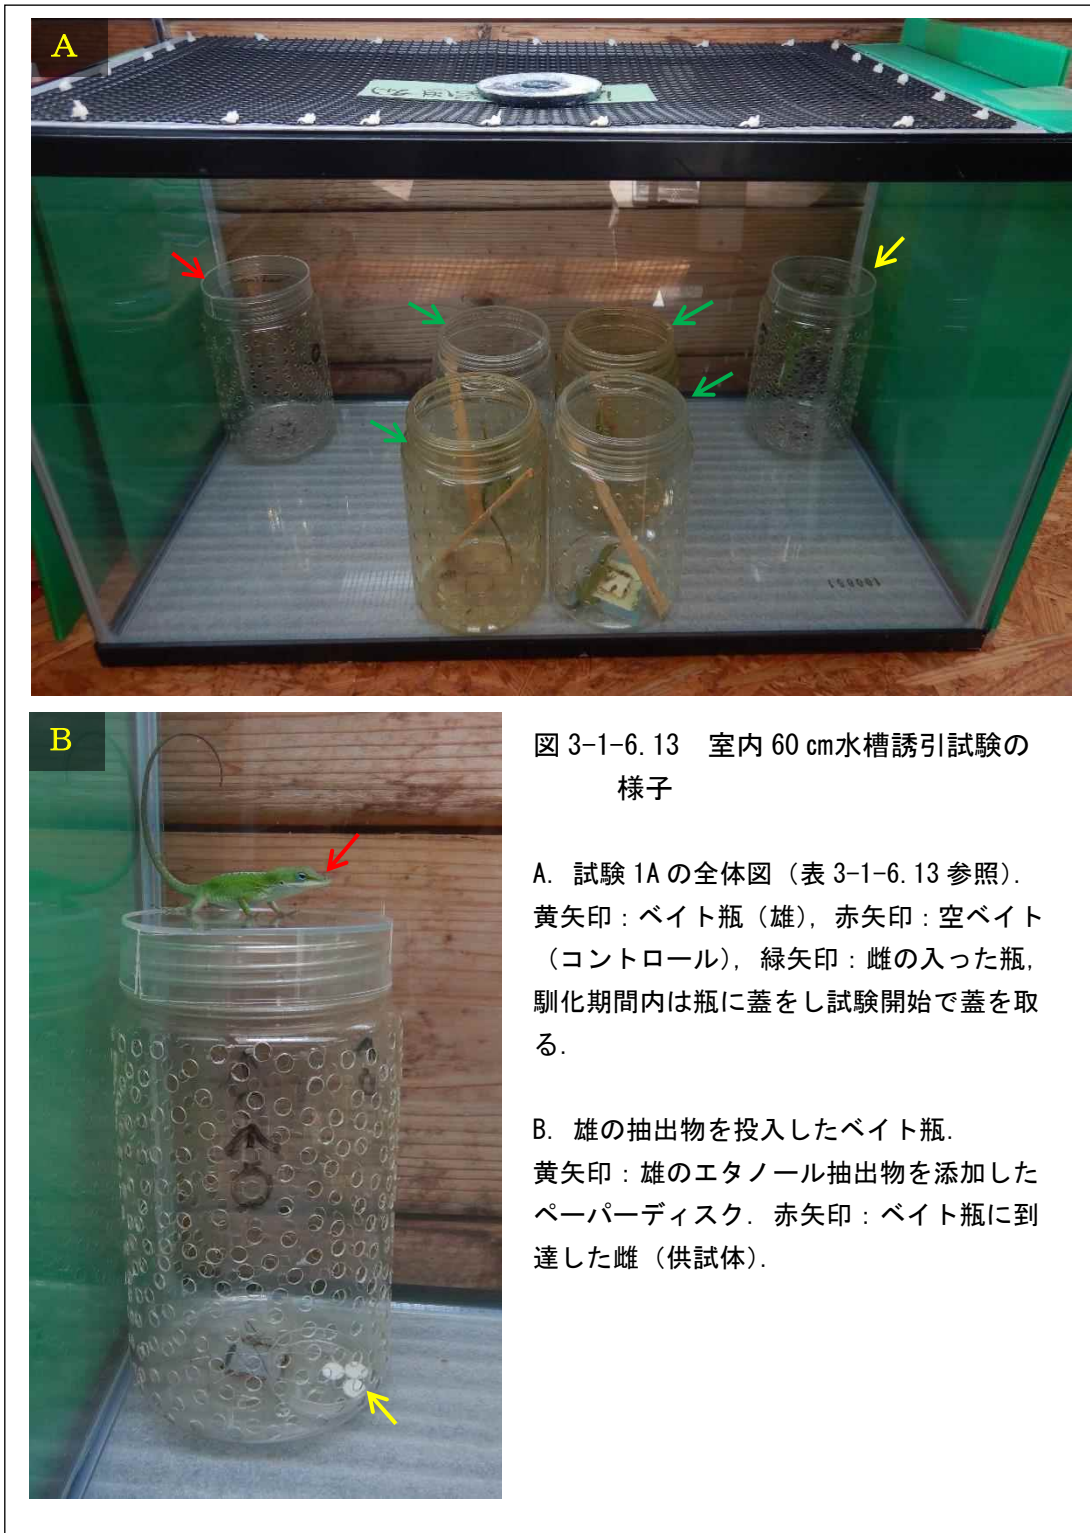 A
100001
B
図 3-1-6.13　室内 60 ㎝水槽誘引試験の
様子
A. 試験 1A の全体図（表 3-1-6.13 参照）.
黄矢印：ベイト瓶（雄），赤矢印：空ベイト
（コントロール），緑矢印：雌の入った瓶,
馴化期間内は瓶に蓋をし試験開始で蓋を取
る.
B. 雄の抽出物を投入したベイト瓶.
黄矢印：雄のエタノール抽出物を添加した
ペーパーディスク. 赤矢印：ベイト瓶に到
達した雌（供試体）.